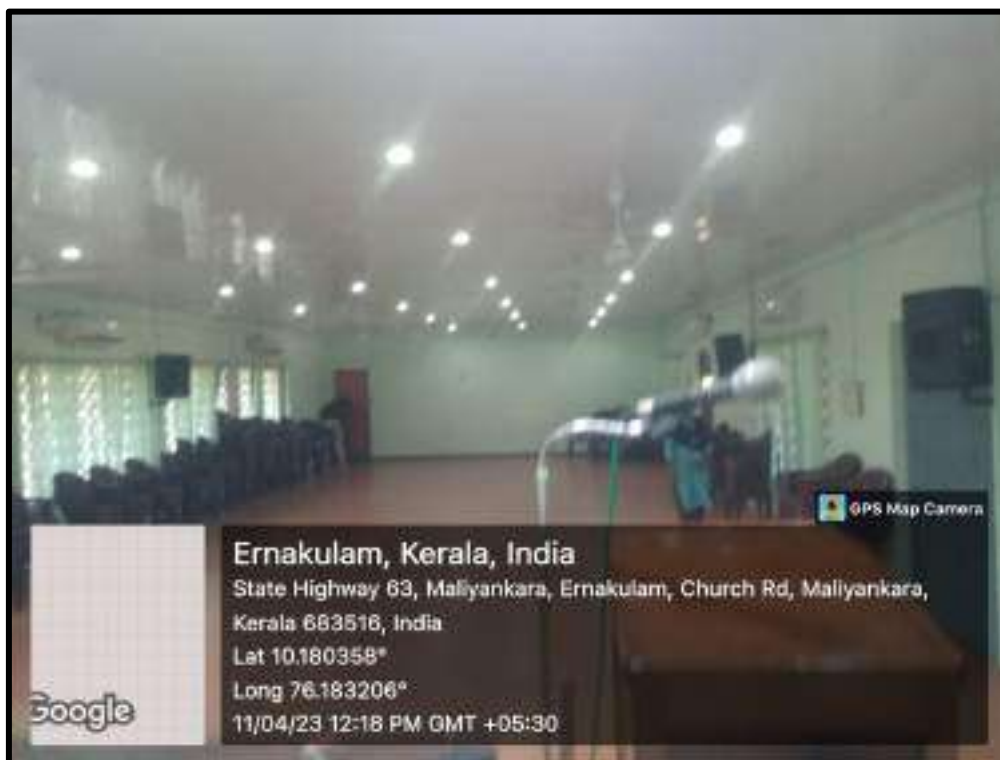 GPS Map Camera
Ernakulam, Kerala, India
State Highway 63, Maliyankara, Ernakulam, Church Rd, Maliyankara,
Kerala 683516, India
Lat 10.180358°
Long 76.183206°
11/04/23 12:18 PM GMT +05:30
Google